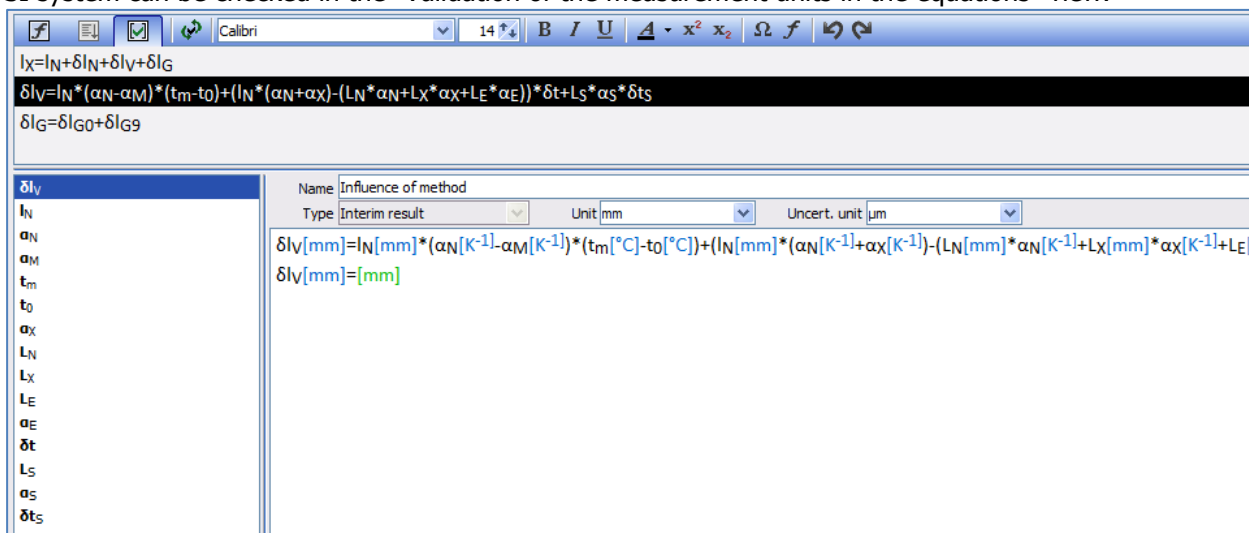 Calibri 14 B I U A x² x₂ Ω f
lX=lN+δlN+δlV+δlG
δlV=lN*(αN-αM)*(tm-t0)+(lN*(αN+αX)-(LN*αN+LX*αX+LE*αE))*δt+LS*αS*δtS
δlG=δlG0+δlG9
δlV
lN
αN
αM
tm
t0
αX
LN
LX
LE
αE
δt
LS
αS
δtS
Name Influence of method
Type Interim result Unit mm Uncert. unit µm
δlV[mm]=lN[mm]*(αN[K⁻¹]-αM[K⁻¹])*(tm[°C]-t0[°C])+(lN[mm]*(αN[K⁻¹]+αX[K⁻¹])-(LN[mm]*αN[K⁻¹]+LX[mm]*αX[K⁻¹]+LE[
δlV[mm]=[mm]